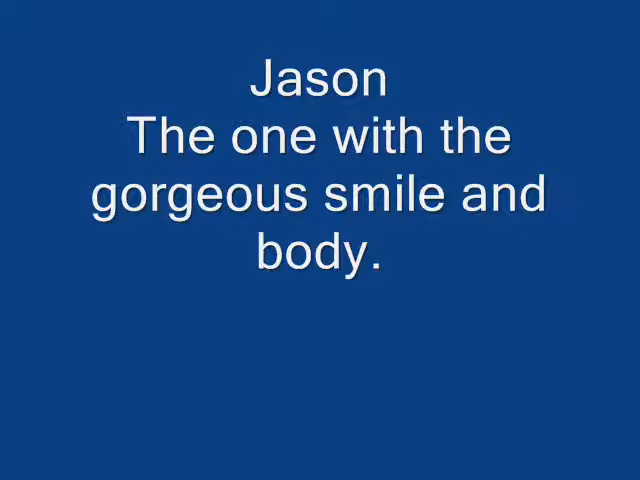 Jason
The one with the
gorgeous smile and
body.